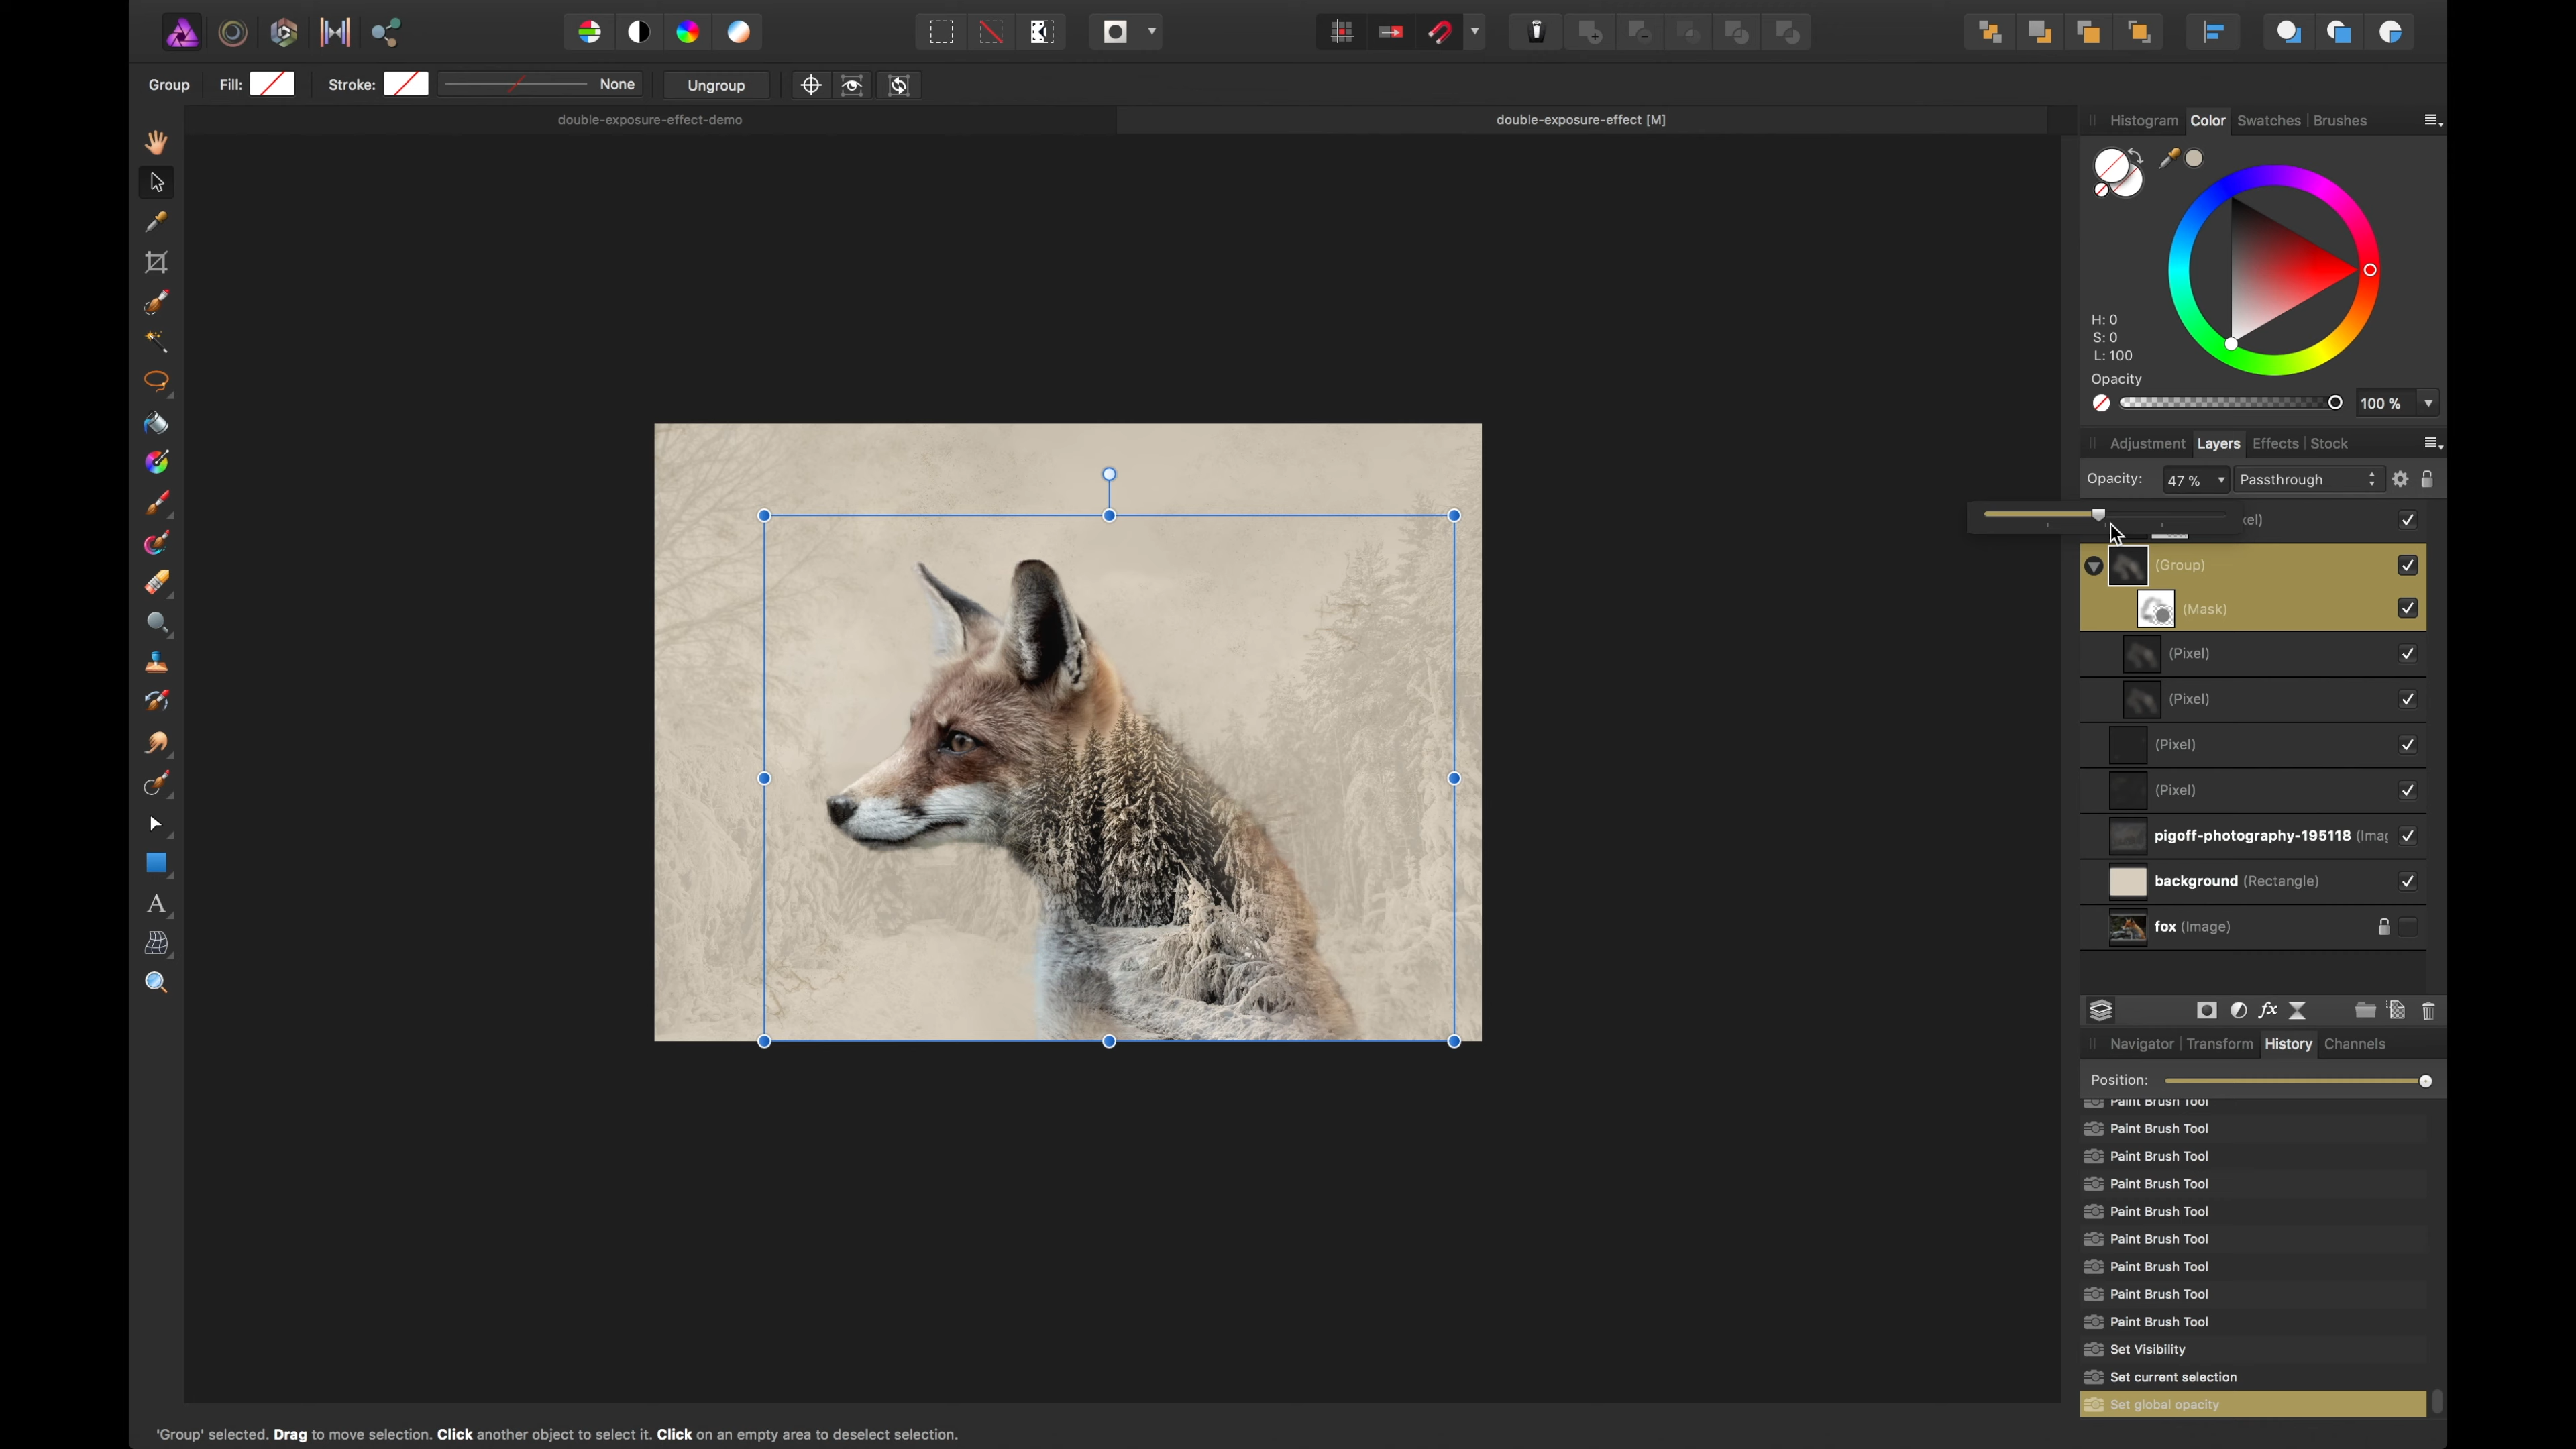 Group Fill: Stroke: None Ungroup
double-exposure-effect-demo double-exposure-effect [M]
Histogram Color Swatches Brushes
H: 0
S: 0
L: 100
Opacity
100 %
Adjustment Layers Effects Stock
Opacity: 47 % Passthrough
(Group)
(Mask)
(Pixel)
(Pixel)
(Pixel)
(Pixel)
pigoff-photography-195118
background (Rectangle)
fox (Image)
fx
Navigator Transform History Channels
Position:
Paint Brush Tool
Paint Brush Tool
Paint Brush Tool
Paint Brush Tool
Paint Brush Tool
Paint Brush Tool
Paint Brush Tool
Paint Brush Tool
Paint Brush Tool
Set Visibility
Set current selection
Set global opacity
'Group' selected. Drag to move selection. Click another object to select it. Click on an empty area to deselect selection.